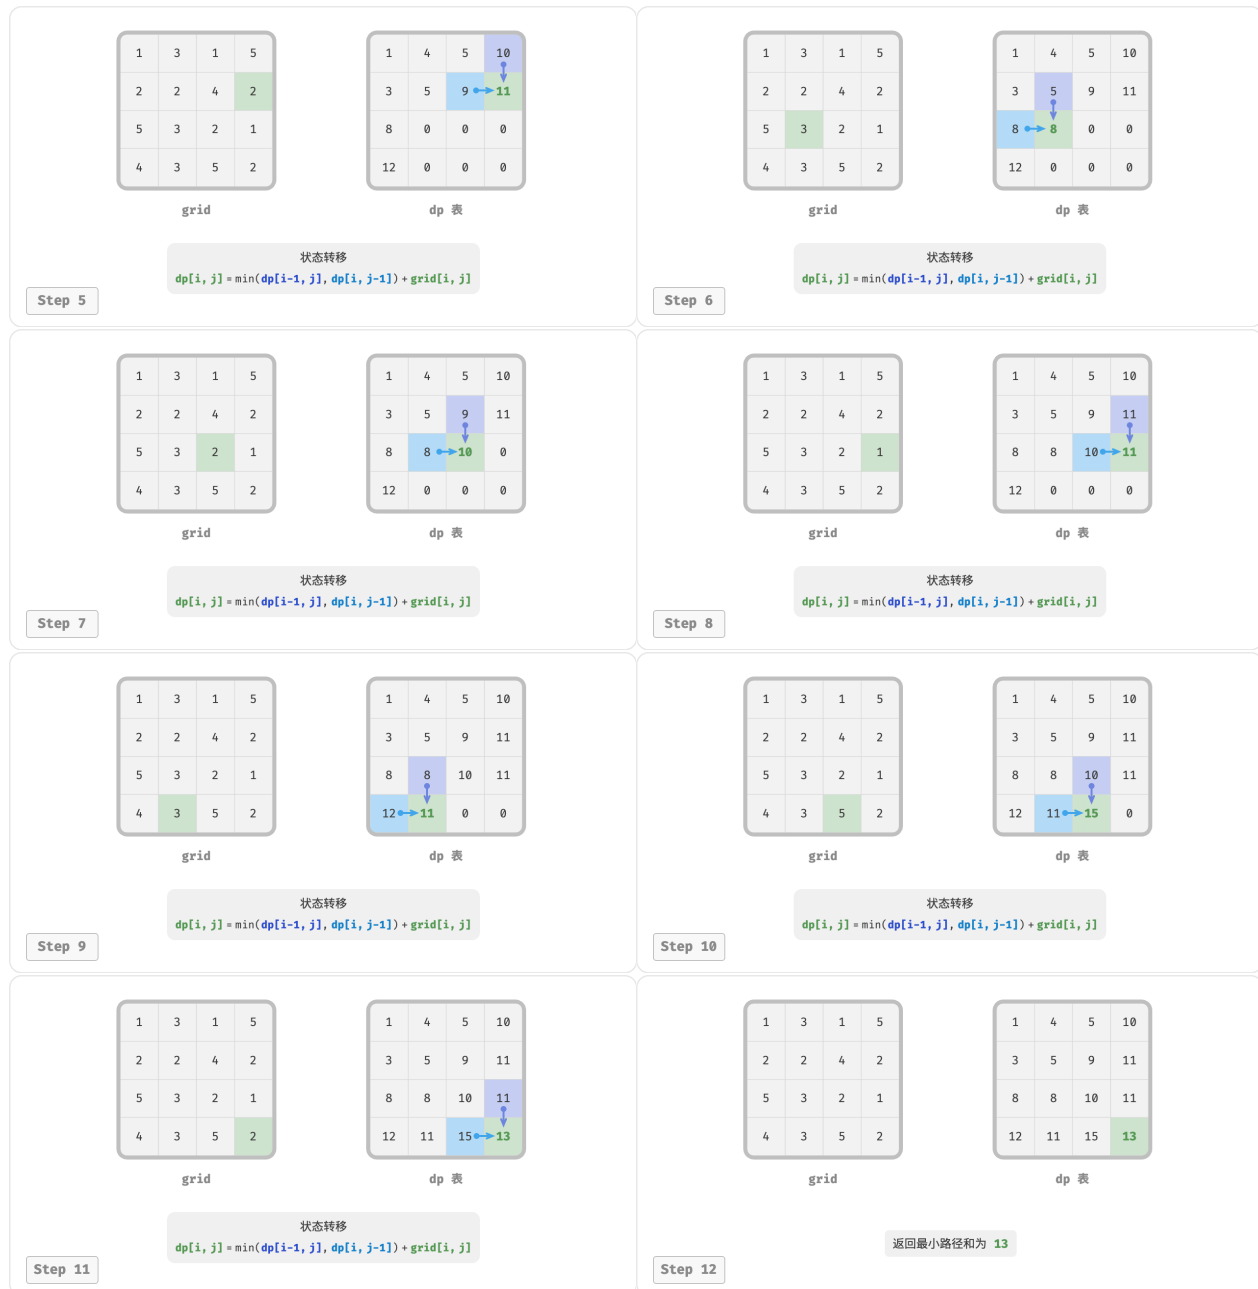 1 3 1 5
2 2 4 2
5 3 2 1
4 3 5 2
grid
1 4 5 10
3 5 9 11
8 0 0 0
12 0 0 0
dp 表
状态转移
dp[i, j] = min(dp[i-1, j], dp[i, j-1]) + grid[i, j]
Step 5
1 3 1 5
2 2 4 2
5 3 2 1
4 3 5 2
grid
1 4 5 10
3 5 9 11
8 8 0 0
12 0 0 0
dp 表
状态转移
dp[i, j] = min(dp[i-1, j], dp[i, j-1]) + grid[i, j]
Step 6
1 3 1 5
2 2 4 2
5 3 2 1
4 3 5 2
grid
1 4 5 10
3 5 9 11
8 8 10 0
12 0 0 0
dp 表
状态转移
dp[i, j] = min(dp[i-1, j], dp[i, j-1]) + grid[i, j]
Step 7
1 3 1 5
2 2 4 2
5 3 2 1
4 3 5 2
grid
1 4 5 10
3 5 9 11
8 8 10 11
12 0 0 0
dp 表
状态转移
dp[i, j] = min(dp[i-1, j], dp[i, j-1]) + grid[i, j]
Step 8
1 3 1 5
2 2 4 2
5 3 2 1
4 3 5 2
grid
1 4 5 10
3 5 9 11
8 8 10 11
12 11 0 0
dp 表
状态转移
dp[i, j] = min(dp[i-1, j], dp[i, j-1]) + grid[i, j]
Step 9
1 3 1 5
2 2 4 2
5 3 2 1
4 3 5 2
grid
1 4 5 10
3 5 9 11
8 8 10 11
12 11 15 0
dp 表
状态转移
dp[i, j] = min(dp[i-1, j], dp[i, j-1]) + grid[i, j]
Step 10
1 3 1 5
2 2 4 2
5 3 2 1
4 3 5 2
grid
1 4 5 10
3 5 9 11
8 8 10 11
12 11 15 13
dp 表
状态转移
dp[i, j] = min(dp[i-1, j], dp[i, j-1]) + grid[i, j]
Step 11
1 3 1 5
2 2 4 2
5 3 2 1
4 3 5 2
grid
1 4 5 10
3 5 9 11
8 8 10 11
12 11 15 13
dp 表
返回最小路径和为 13
Step 12